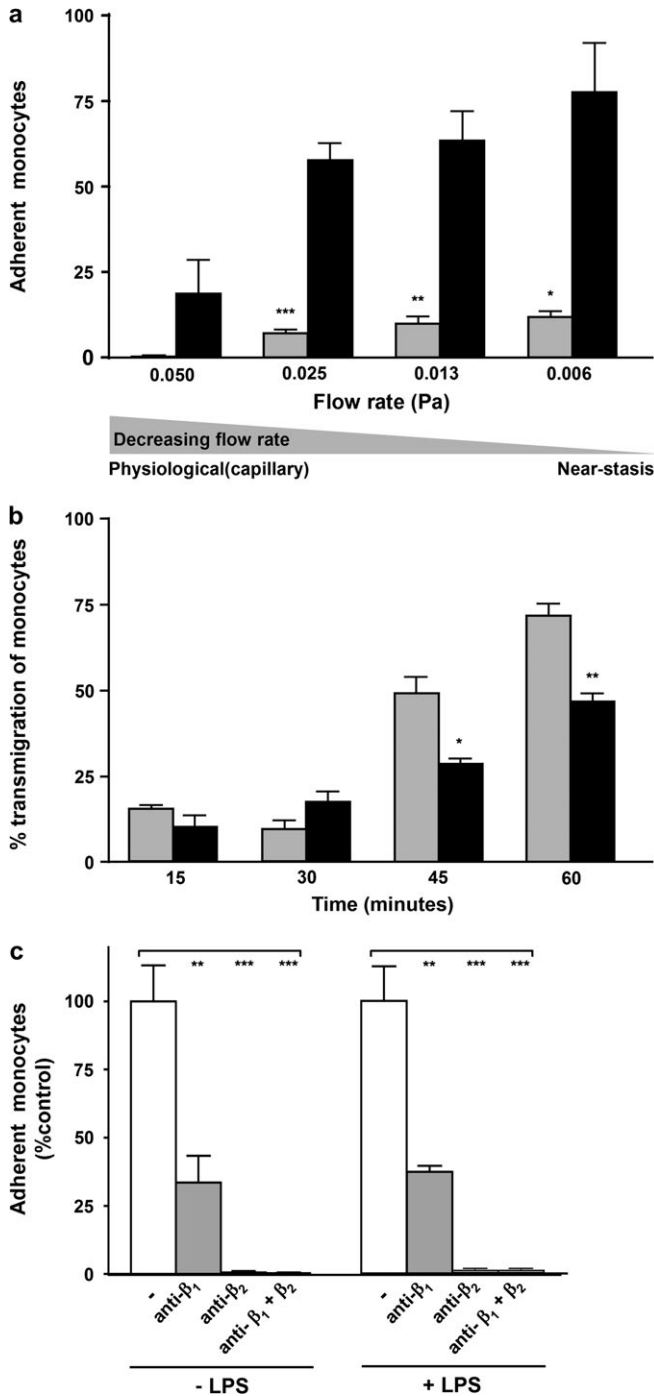 a
Adherent monocytes
100
75
50
25
0
***
**
*
0.050 0.025 0.013 0.006
Flow rate (Pa)
Decreasing flow rate
Physiological(capillary) Near-stasis
b
% transmigration of monocytes
100
75
50
25
0
*
**
15 30 45 60
Time (minutes)
c
Adherent monocytes
(%control)
100
75
50
25
0
** *** *** ** *** ***
- anti-β₁ anti-β₂ anti- β₁ + β₂ - anti-β₁ anti-β₂ anti- β₁ + β₂
- LPS + LPS